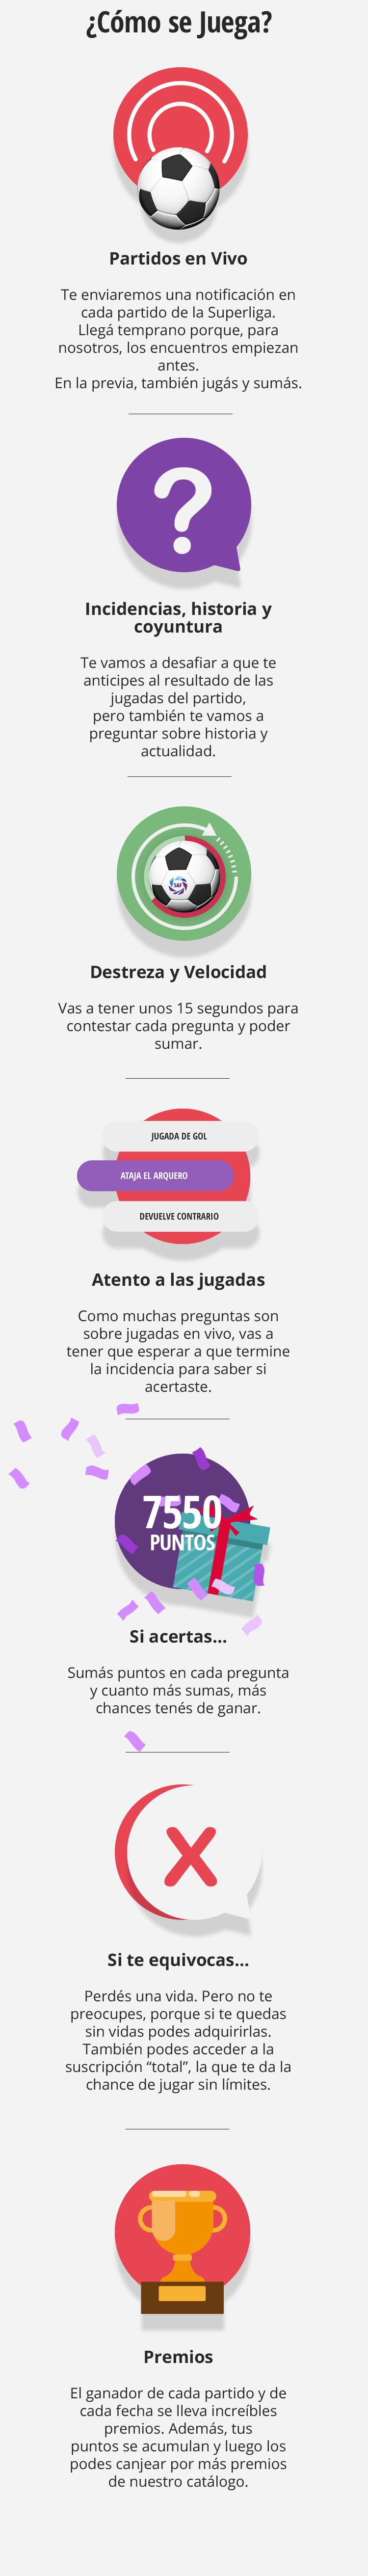 ¿Cómo se Juega?
Partidos en Vivo
Te enviaremos una notificación en
cada partido de la Superliga.
Llegá temprano porque, para
nosotros, los encuentros empiezan
antes.
En la previa, también jugás y sumás.
Incidencias, historia y
coyuntura
Te vamos a desafiar a que te
anticipes al resultado de las
jugadas del partido,
pero también te vamos a
preguntar sobre historia y
actualidad.
SAF
Destreza y Velocidad
Vas a tener unos 15 segundos para
contestar cada pregunta y poder
sumar.
JUGADA DE GOL
ATAJA EL ARQUERO
DEVUELVE CONTRARIO
Atento a las jugadas
Como muchas preguntas son
sobre jugadas en vivo, vas a
tener que esperar a que termine
la incidencia para saber si
acertaste.
7550
PUNTOS
Si acertas...
Sumás puntos en cada pregunta
y cuanto más sumas, más
chances tenés de ganar.
X
Si te equivocas...
Perdés una vida. Pero no te
preocupes, porque si te quedas
sin vidas podes adquirirlas.
También podes acceder a la
suscripción “total”, la que te da la
chance de jugar sin límites.
Premios
El ganador de cada partido y de
cada fecha se lleva increíbles
premios. Además, tus
puntos se acumulan y luego los
podes canjear por más premios
de nuestro catálogo.